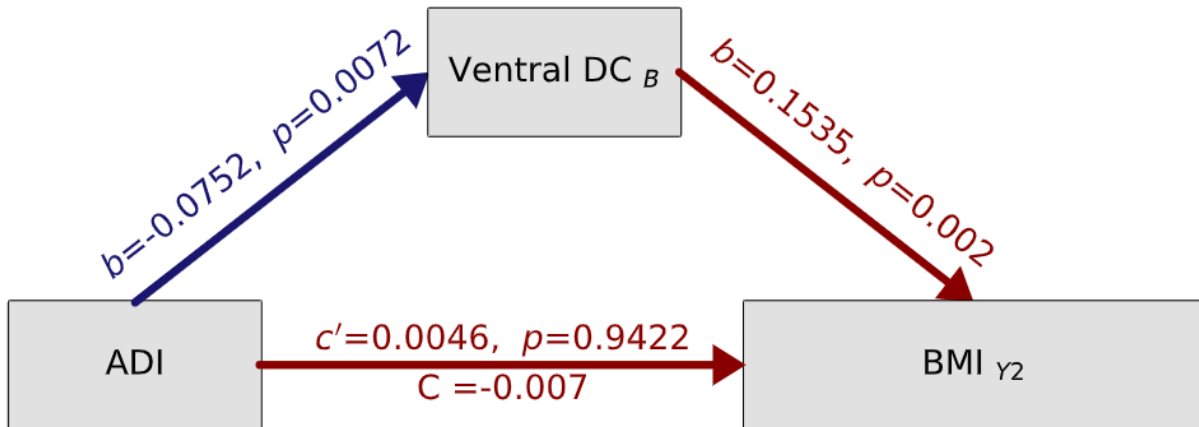 Ventral DC B
b=-0.0752, p=0.0072
b=0.1535, p=0.002
ADI
c′=0.0046, p=0.9422
C =-0.007
BMI Y2